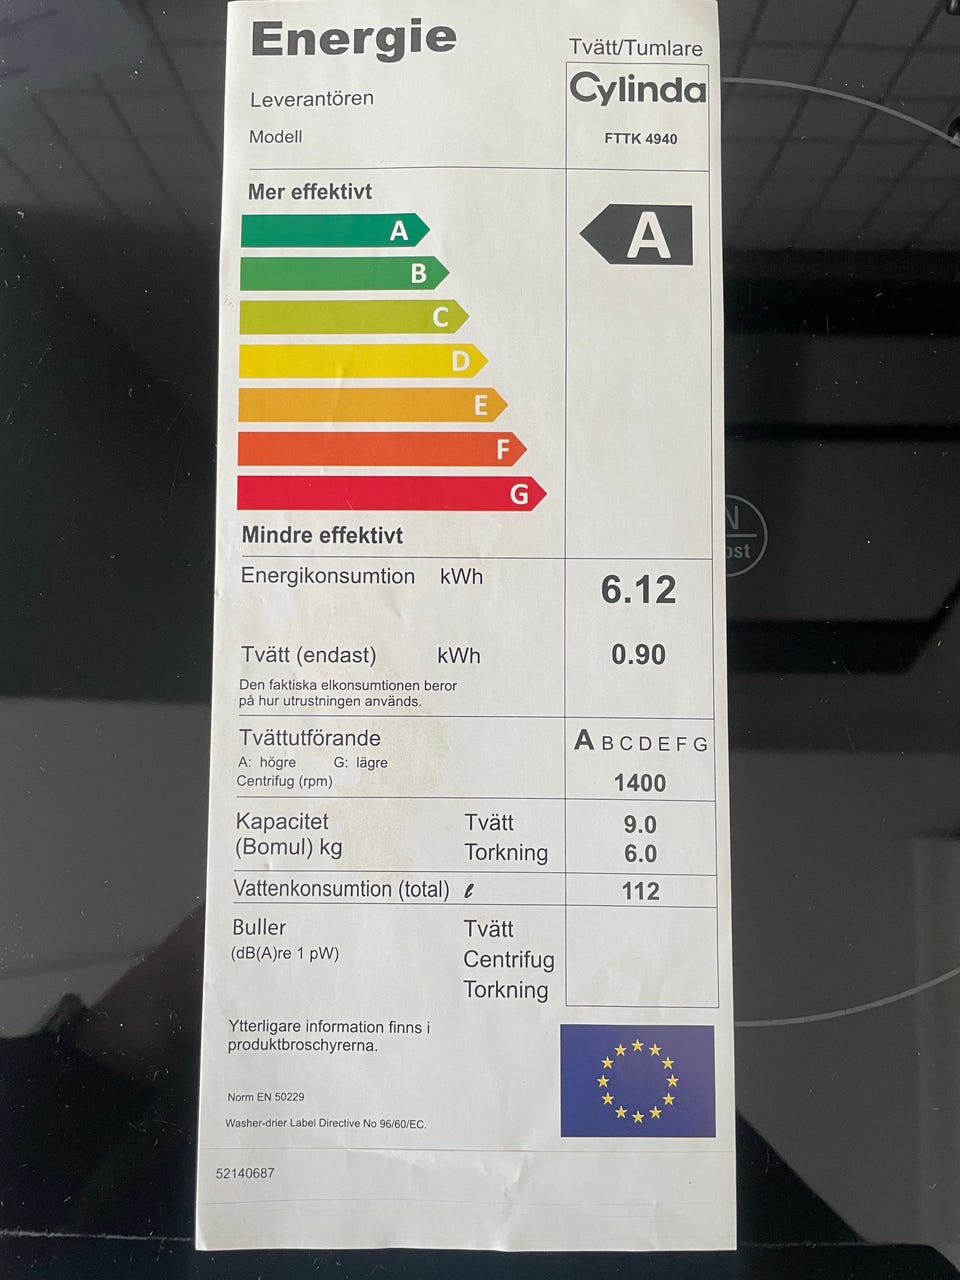 Energie
Tvätt/Tumlare
Leverantören
Cylinda
Modell
FTTK 4940
Mer effektivt
A
A
B
C
D
E
F
G
Mindre effektivt
Energikonsumtion kWh 6.12
Tvätt (endast) kWh 0.90
Den faktiska elkonsumtionen beror
på hur utrustningen används.
Tvättutförande A B C D E F G
A: högre G: lägre
Centrifug (rpm) 1400
Kapacitet Tvätt 9.0
(Bomul) kg Torkning 6.0
Vattenkonsumtion (total) ℓ 112
Buller Tvätt
(dB(A)re 1 pW) Centrifug
Torkning
Ytterligare information finns i
produktbroschyrerna.
Norm EN 50229
Washer-drier Label Directive No 96/60/EC.
52140687